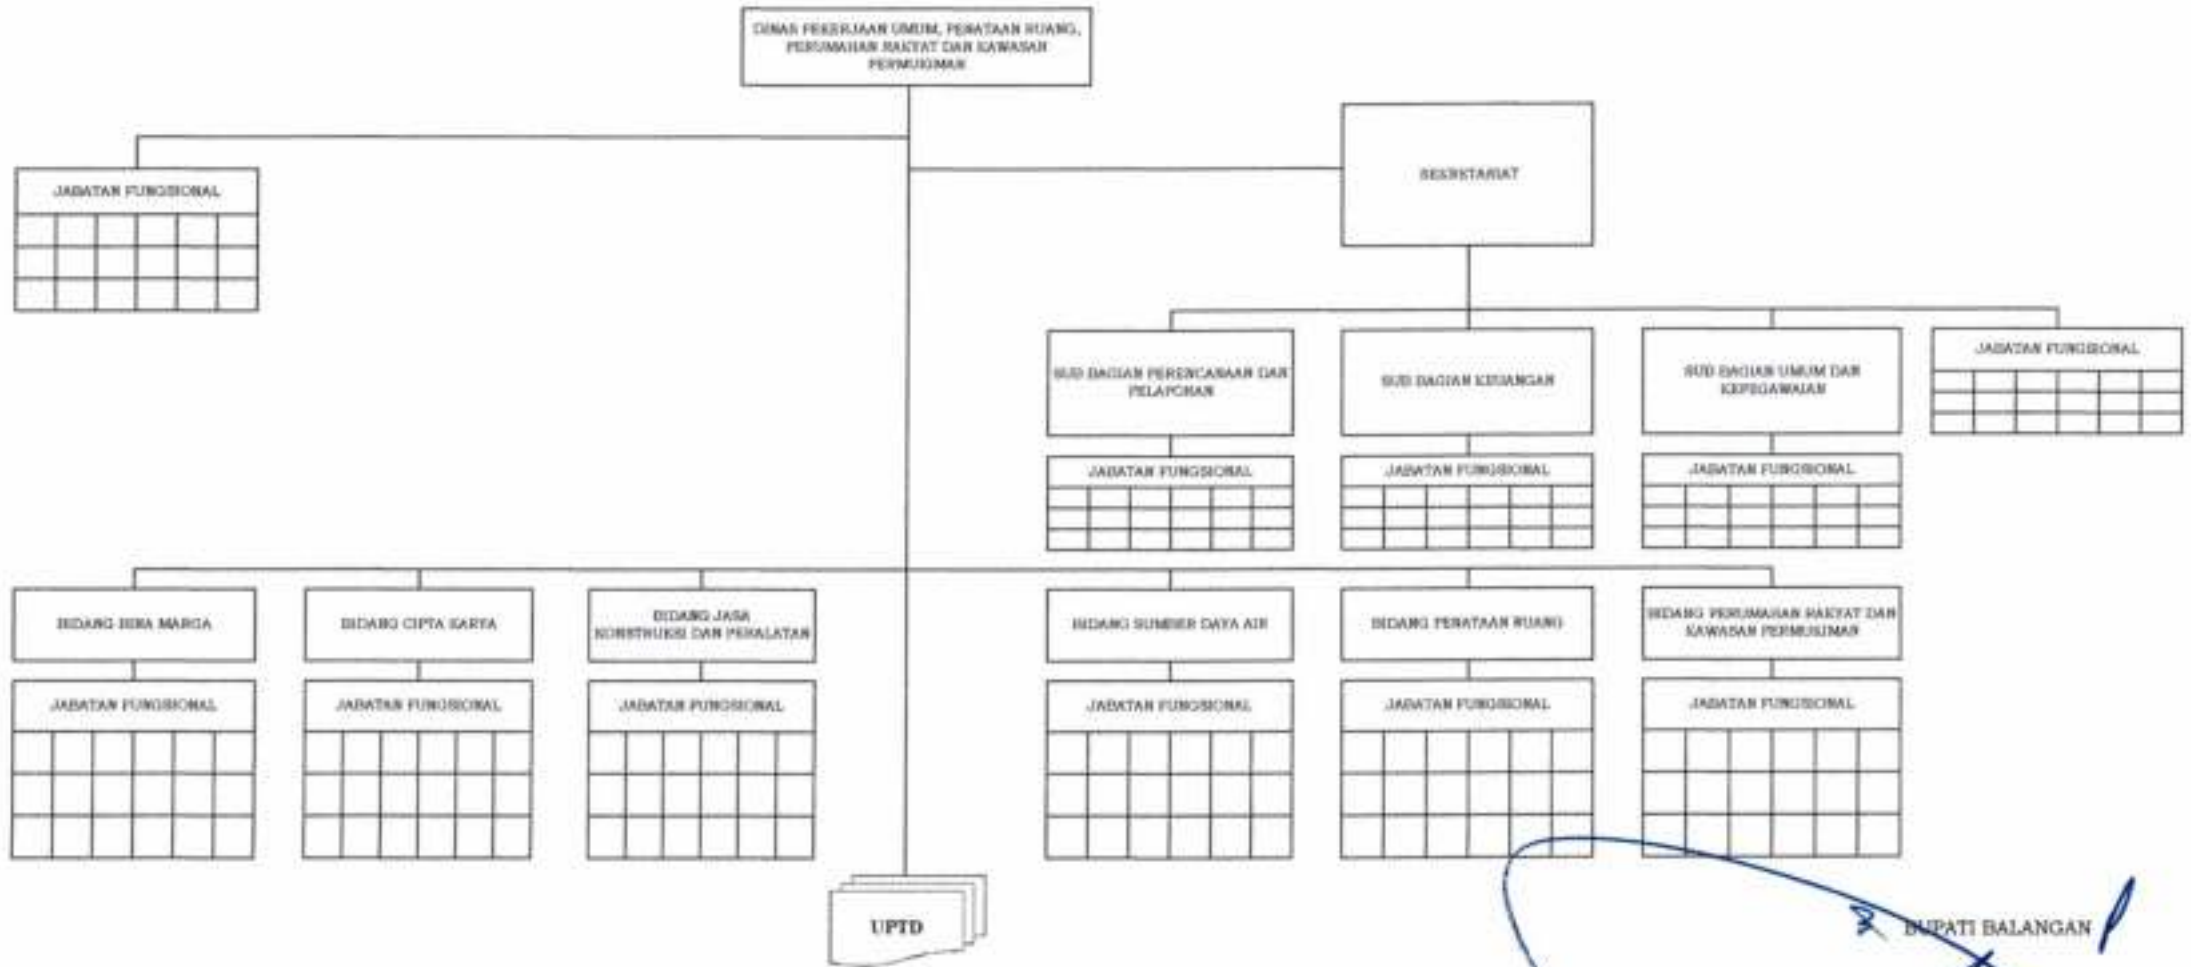 DINAS PEKERJAAN UMUM, PENATAAN RUANG,
PERUMAHAN RAKYAT DAN KAWASAN
PERMUKIMAN
SEKRETARIAT
JABATAN FUNGSIONAL
SUB BAGIAN PERENCANAAN DAN
PELAPORAN
SUB BAGIAN KEUANGAN
SUB BAGIAN UMUM DAN
KEPEGAWAIAN
JABATAN FUNGSIONAL
JABATAN FUNGSIONAL
JABATAN FUNGSIONAL
JABATAN FUNGSIONAL
BIDANG BINA MARGA
BIDANG CIPTA KARYA
BIDANG JASA
KONSTRUKSI DAN PERALATAN
BIDANG SUMBER DAYA AIR
BIDANG PENATAAN RUANG
BIDANG PERUMAHAN RAKYAT DAN
KAWASAN PERMUKIMAN
JABATAN FUNGSIONAL
JABATAN FUNGSIONAL
JABATAN FUNGSIONAL
JABATAN FUNGSIONAL
JABATAN FUNGSIONAL
JABATAN FUNGSIONAL
UPTD
BUPATI BALANGAN